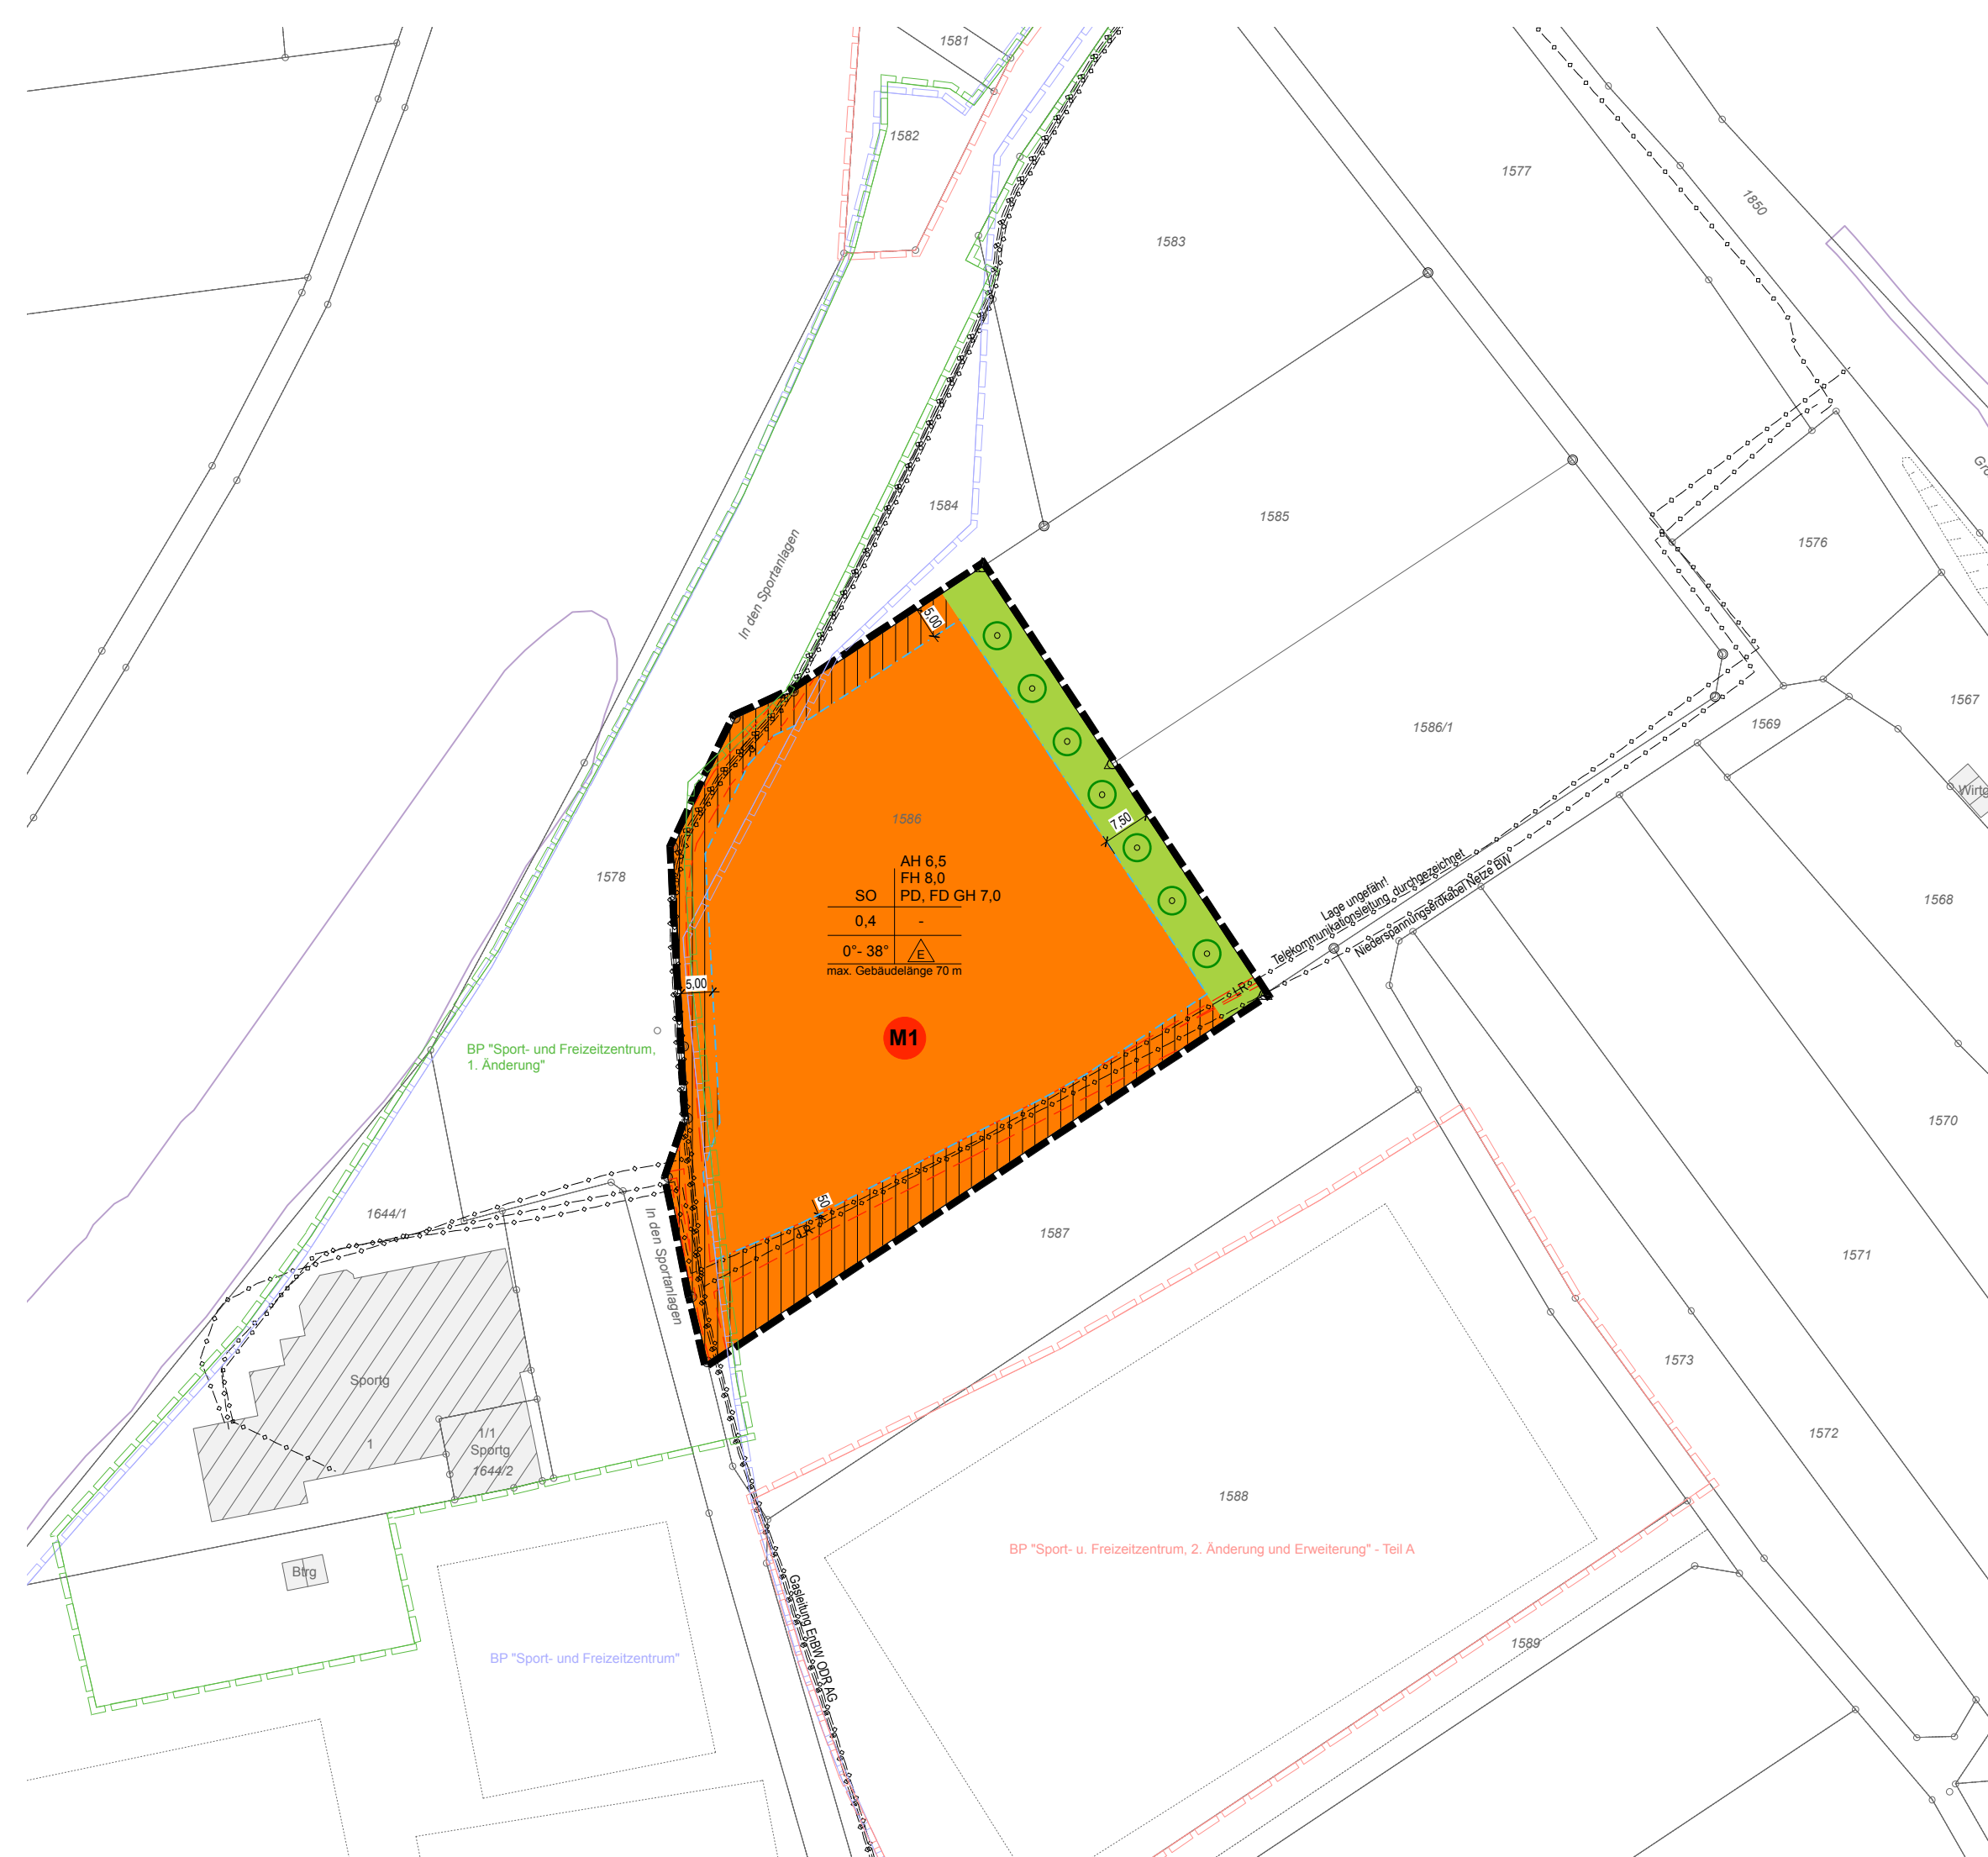 1581
1582
1577
1850
1583
1584
1585
1576
In den Sportanlagen
5,00
1567
1586/1
1569
Wirtg
7,50
1586
AH 6,5
FH 8,0
SO PD, FD GH 7,0
0,4 -
0°- 38° E
max. Gebäudelänge 70 m
1578
1568
Lage ungefähr!
Telekommunikationsleitung, durchgezeichnet
Niederspannungserdkabel Netze BW
5,00
LR
M1
BP "Sport- und Freizeitzentrum,
1. Änderung"
1570
1644/1
In den Sportanlagen
50
LR
1587
1571
Sportg
1
1/1
Sportg
1644/2
1573
1572
1588
BP "Sport- u. Freizeitzentrum, 2. Änderung und Erweiterung" - Teil A
Btrg
Gasleitung EnBW ODR AG
BP "Sport- und Freizeitzentrum"
1589